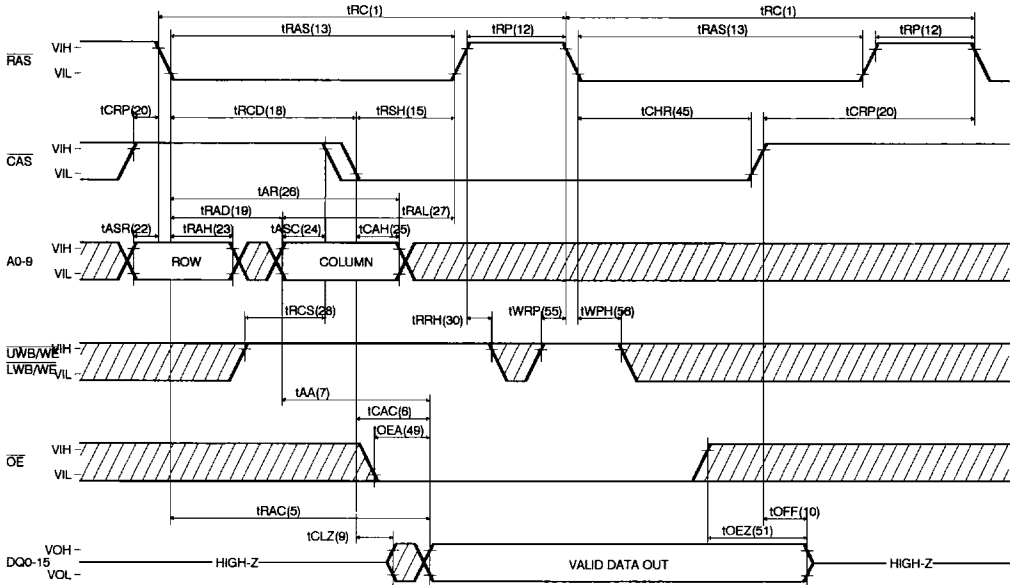 tRC(1) tRC(1)
tRAS(13) tRP(12) tRAS(13) tRP(12)
RAS VIH
VIL
tCRP(20) tRCD(18) tRSH(15) tCHR(45) tCRP(20)
CAS VIH
VIL
tAR(26)
tRAD(19) tRAL(27)
tASR(22) tRAH(23) tASC(24) tCAH(25)
A0-9 VIH
VIL
ROW COLUMN
tRCS(28) tRRH(30) tWRP(55) tWPH(56)
UWB/WE VIH
LWB/WE VIL
tAA(7)
tCAC(6)
tOEA(49)
OE VIH
VIL
tRAC(5) tOFF(10)
tCLZ(9) tOEZ(51)
DQ0-15 VOH
VOL
HIGH-Z VALID DATA OUT HIGH-Z